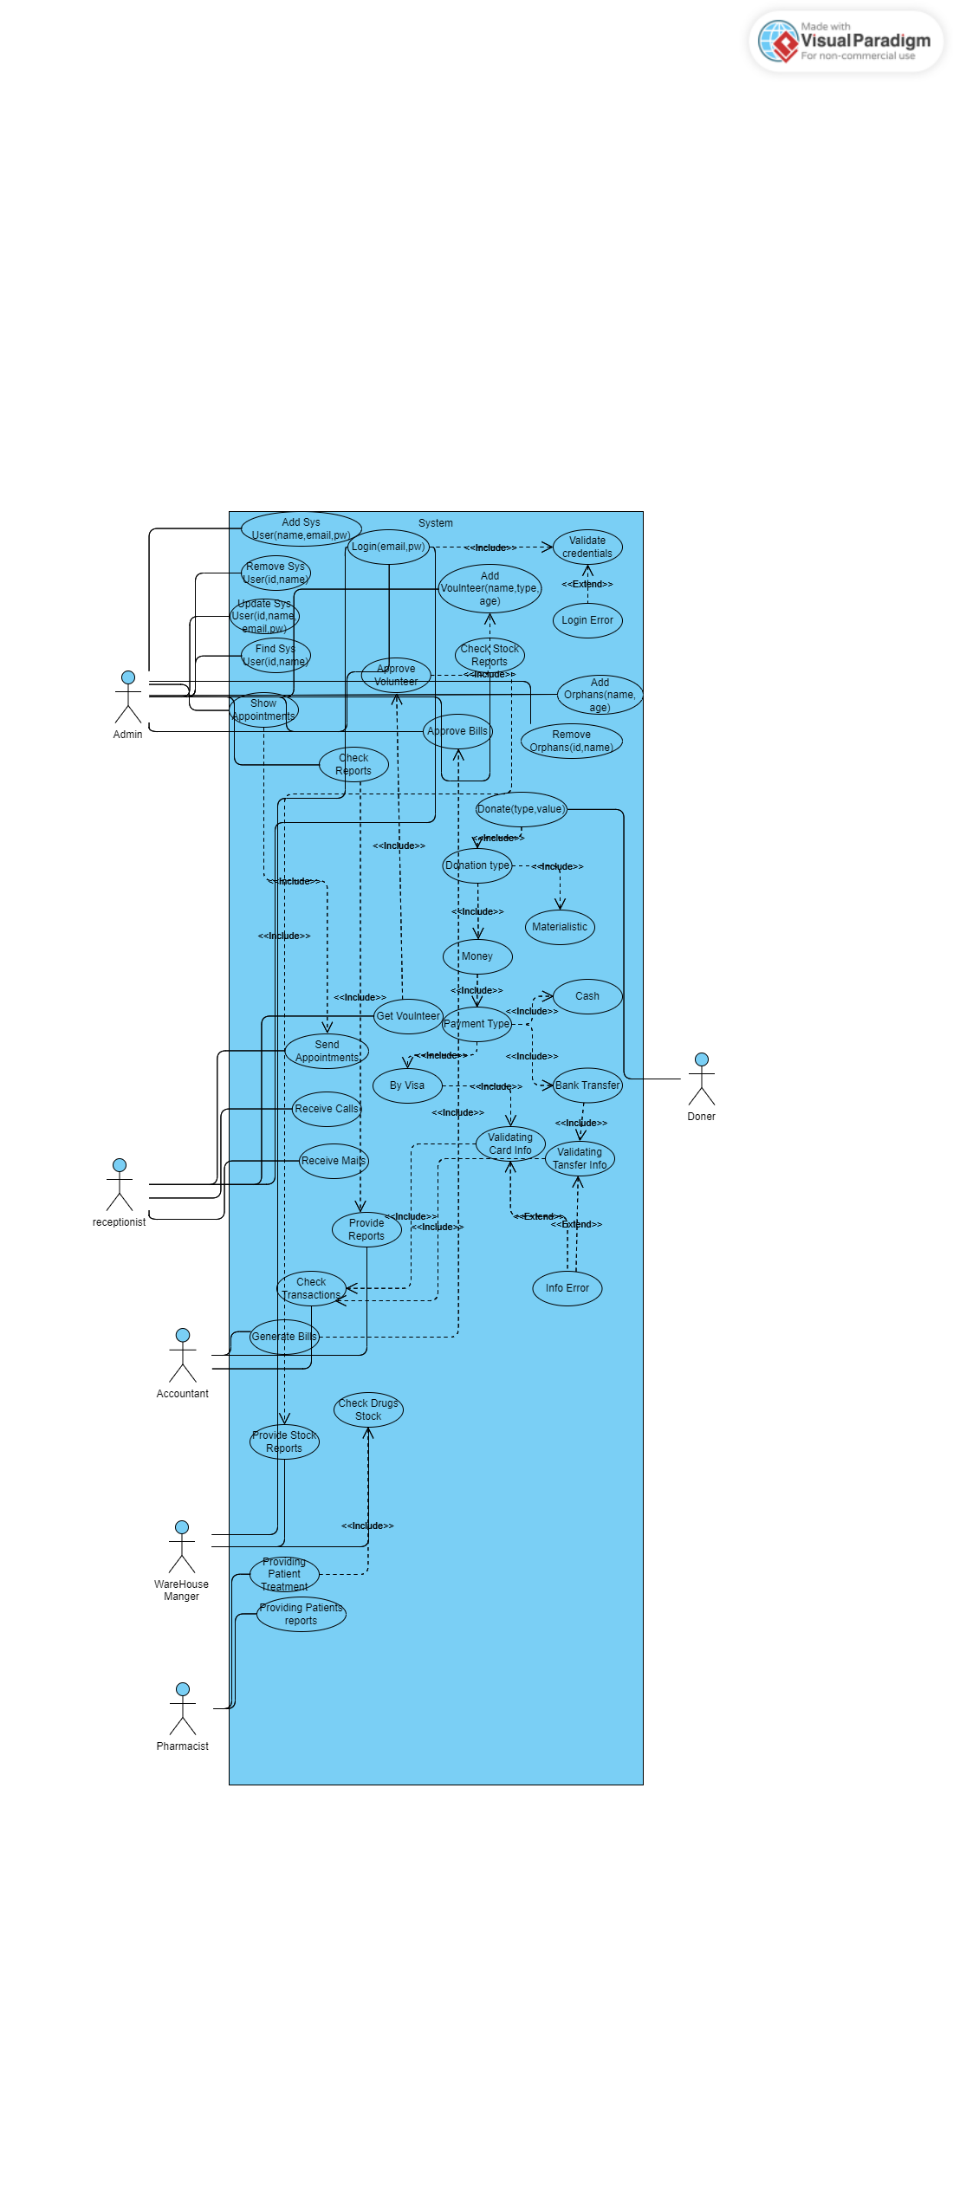 Made with
Visual Paradigm
For non-commercial use
System
Add Sys
User(name,email,pw)
Login(email,pw)
<<Include>>
Validate
credentials
Remove Sys
User(id,name)
Add
Voulnteer(name,type,
age)
<<Extend>>
Update Sys
User(id,name,
email,pw)
Login Error
Find Sys
User(id,name)
Check Stock
Reports
Approve
Volunteer
<<Include>>
Add
Orphans(name,
age)
Show
Appointments
Admin
Approve Bills
Remove
Orphans(id,name)
Check
Reports
Donate(type,value)
<<Include>>
<<Include>>
Donation type
<<Include>>
<<Include>>
<<Include>>
Materialistic
<<Include>>
Money
<<Include>>
<<Include>>
Cash
<<Include>>
Get Voulnteer
Payment Type
Send
Appointments
<<Include>>
<<Include>>
By Visa
<<Include>>
Bank Transfer
Doner
Receive Calls
<<Include>>
<<Include>>
Validating
Card Info
Validating
Tansfer Info
Receive Mails
receptionist
Provide
Reports
<<Include>>
<<Include>>
<<Extend>>
<<Extend>>
Check
Transactions
Info Error
Generate Bills
Accountant
Check Drugs
Stock
Provide Stock
Reports
<<Include>>
WareHouse
Manger
Providing
Patient
Treatment
Providing Patients
reports
Pharmacist